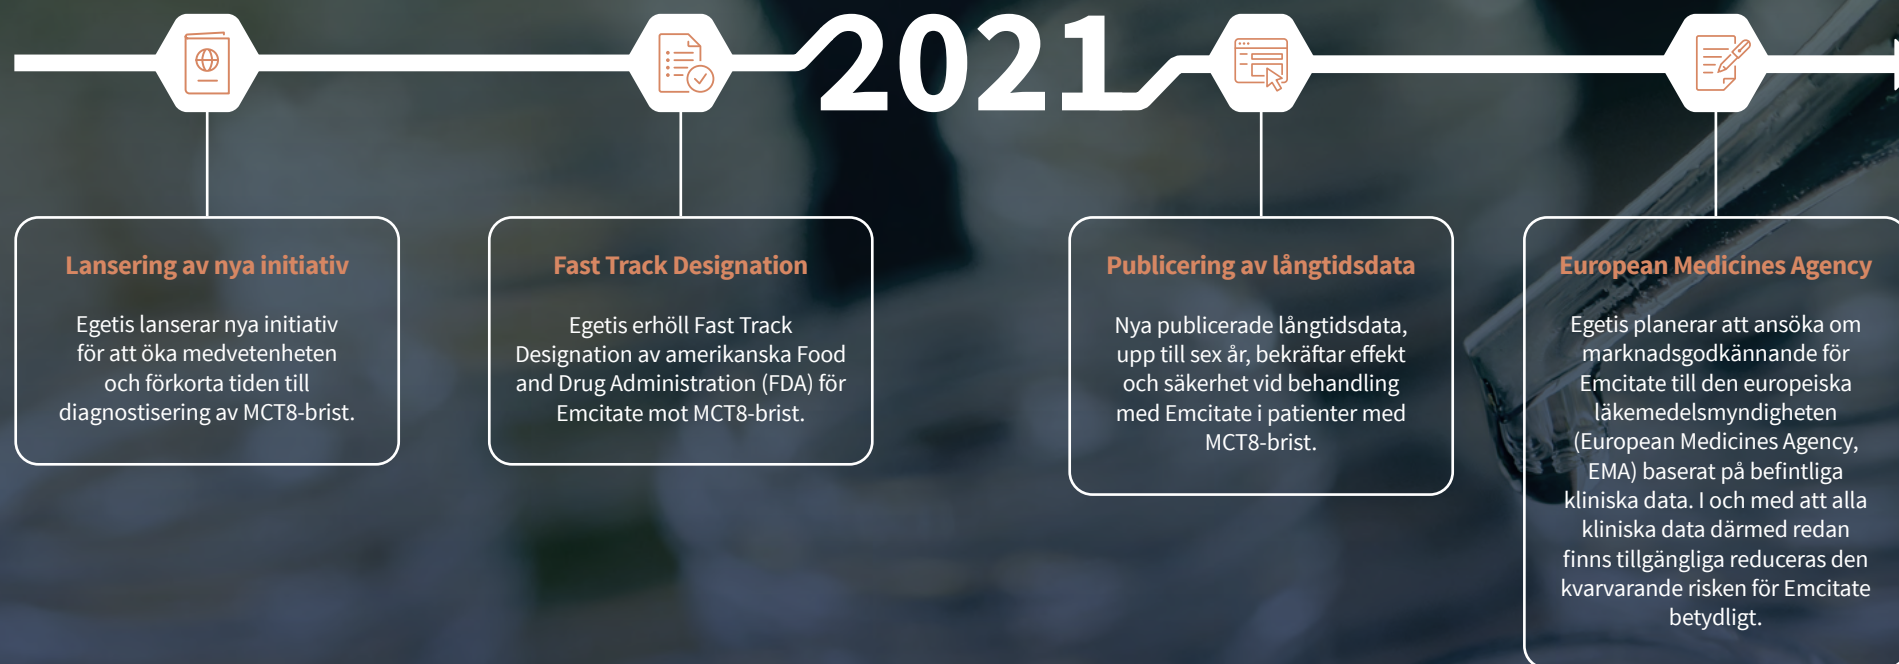 2021
Lansering av nya initiativ
Egetis lanserar nya initiativ
för att öka medvetenheten
och förkorta tiden till
diagnostisering av MCT8-brist.
Fast Track Designation
Egetis erhöll Fast Track
Designation av amerikanska Food
and Drug Administration (FDA) för
Emcitate mot MCT8-brist.
Publicering av långtidsdata
Nya publicerade långtidsdata,
upp till sex år, bekräftar effekt
och säkerhet vid behandling
med Emcitate i patienter med
MCT8-brist.
European Medicines Agency
Egetis planerar att ansöka om
marknadsgodkännande för
Emcitate till den europeiska
läkemedelsmyndigheten
(European Medicines Agency,
EMA) baserat på befintliga
kliniska data. I och med att alla
kliniska data därmed redan
finns tillgängliga reduceras den
kvarvarande risken för Emcitate
betydligt.